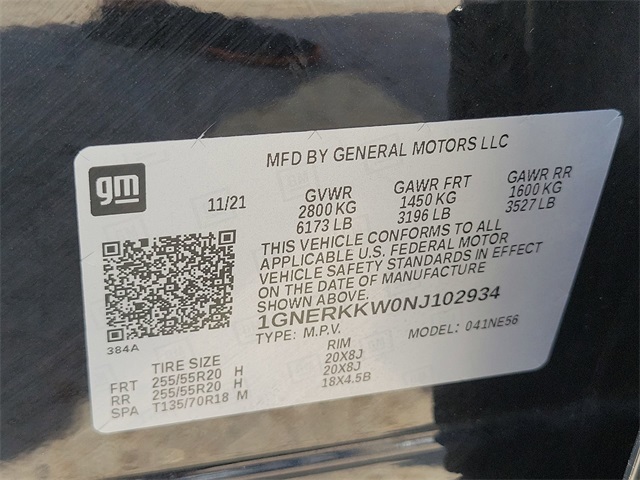 MFD BY GENERAL MOTORS LLC
gm
11/21
GVWR GAWR FRT GAWR RR
2800 KG 1450 KG 1600 KG
6173 LB 3196 LB 3527 LB
THIS VEHICLE CONFORMS TO ALL
APPLICABLE U.S. FEDERAL MOTOR
VEHICLE SAFETY STANDARDS IN EFFECT
ON THE DATE OF MANUFACTURE
SHOWN ABOVE.
1GNERKKW0NJ102934
TYPE: M.P.V. MODEL: 041NE56
384A
TIRE SIZE RIM
FRT 255/55R20 H 20X8J
RR 255/55R20 H 20X8J
SPA T135/70R18 M 18X4.5B